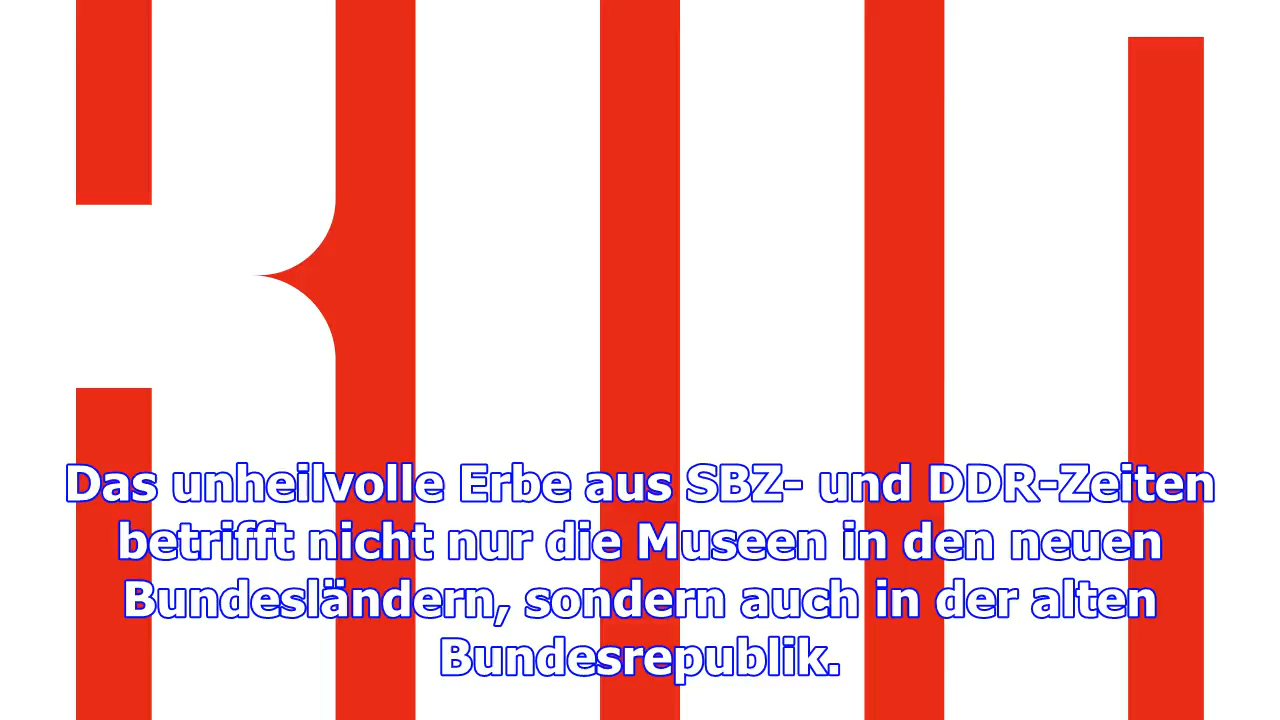 Das unheilvolle Erbe aus SBZ- und DDR-Zeiten
betrifft nicht nur die Museen in den neuen
Bundesländern, sondern auch in der alten
Bundesrepublik.